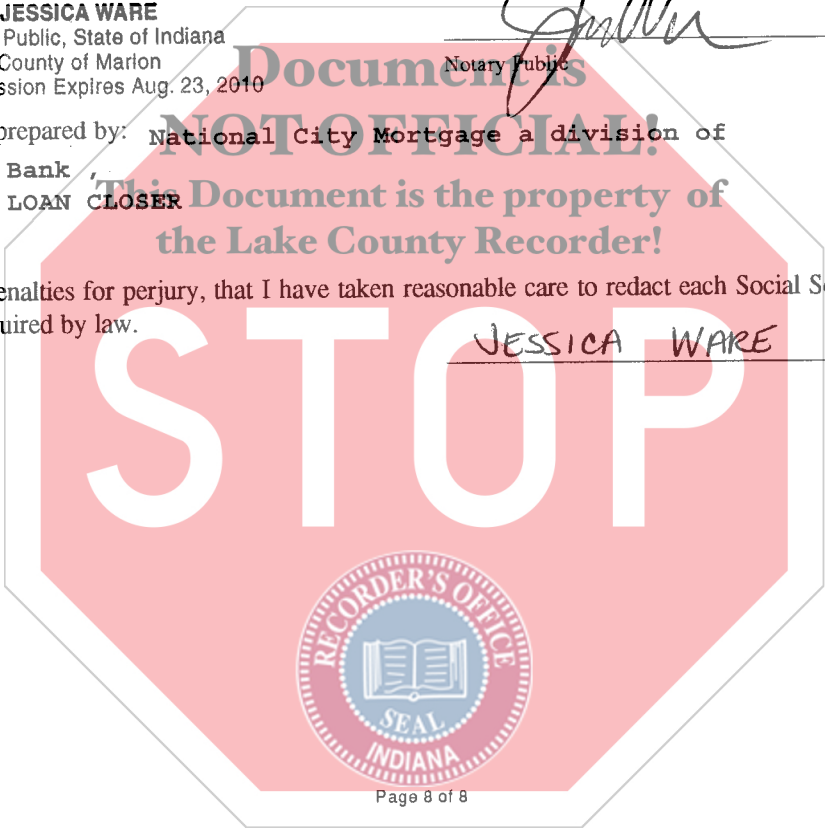 JESSICA WARE
Public, State of Indiana
County of Marion
ssion Expires Aug. 23, 2010
Notary Public
Document is
prepared by: National City Mortgage a division of
NOT OFFICIAL!
Bank ,
LOAN CLOSER
This Document is the property of
the Lake County Recorder!
enalties for perjury, that I have taken reasonable care to redact each Social S
uired by law.
JESSICA WARE
STOP
RECORDER'S OFFICE
SEAL
INDIANA
Page 8 of 8